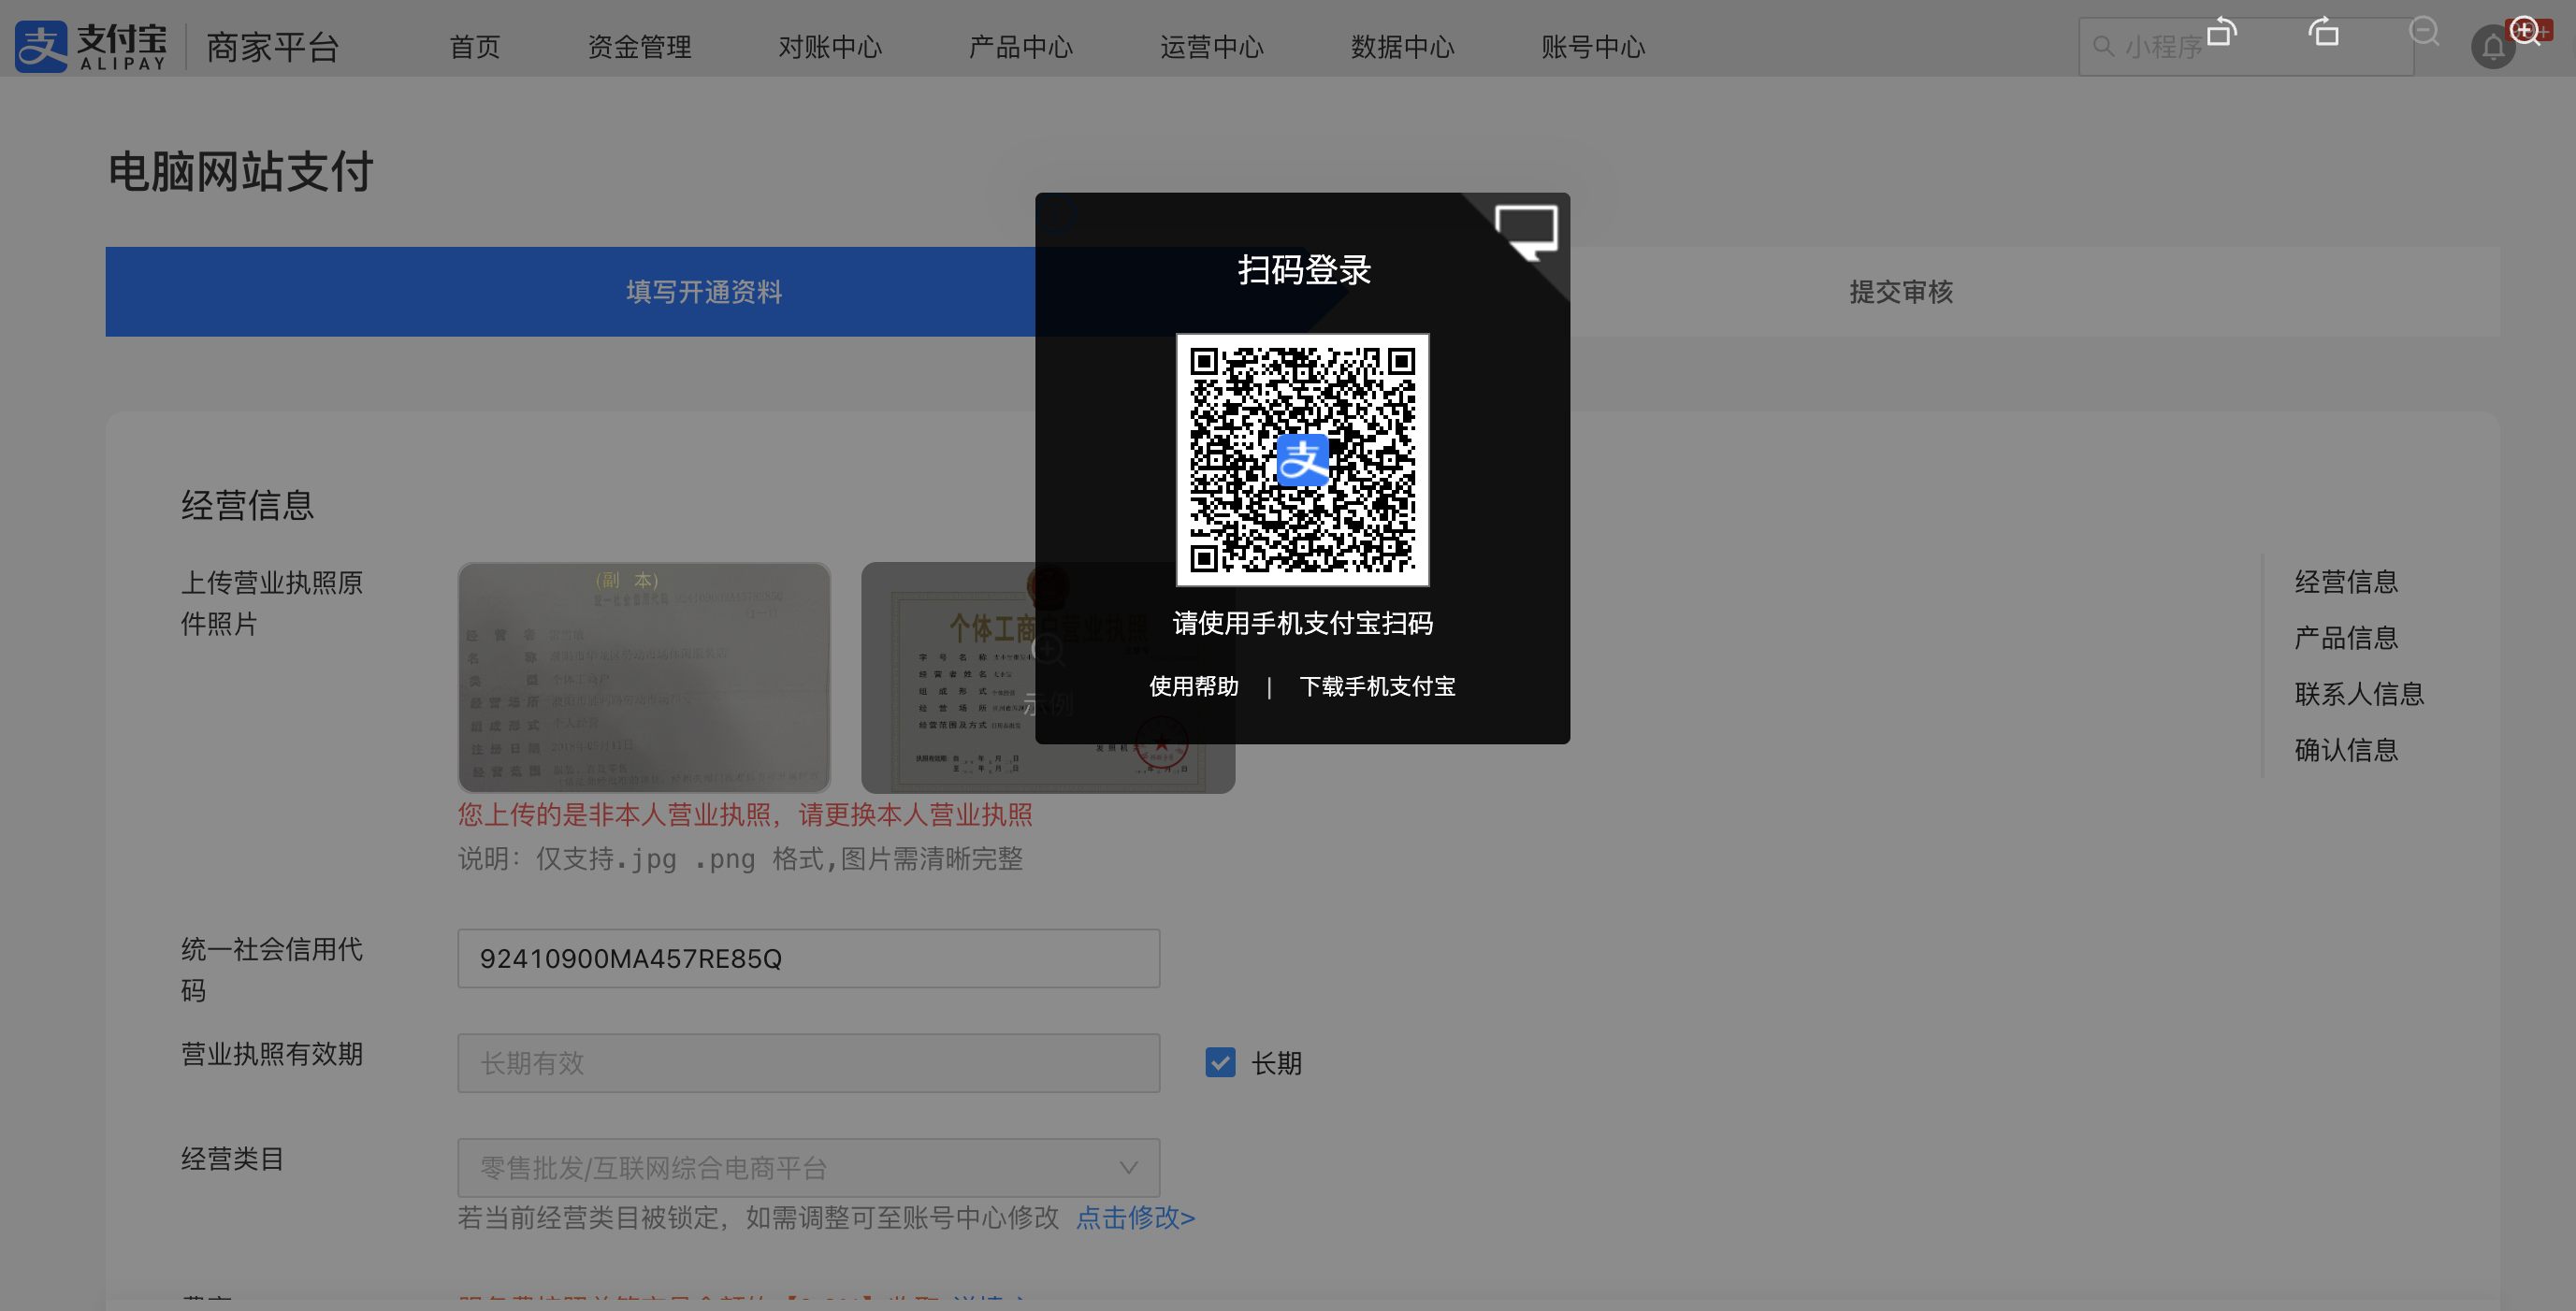 支付宝
ALIPAY
商家平台
首页
资金管理
对账中心
产品中心
运营中心
数据中心
账号中心
小程序
电脑网站支付
填写开通资料
提交审核
扫码登录
请使用手机支付宝扫码
使用帮助 | 下载手机支付宝
经营信息
上传营业执照原
件照片
(副 本)
个体工商户营业执照
示例
您上传的是非本人营业执照，请更换本人营业执照
说明：仅支持.jpg .png 格式,图片需清晰完整
经营信息
产品信息
联系人信息
确认信息
统一社会信用代
码
92410900MA457RE85Q
营业执照有效期
长期有效
长期
经营类目
零售批发/互联网综合电商平台
若当前经营类目被锁定，如需调整可至账号中心修改 点击修改>